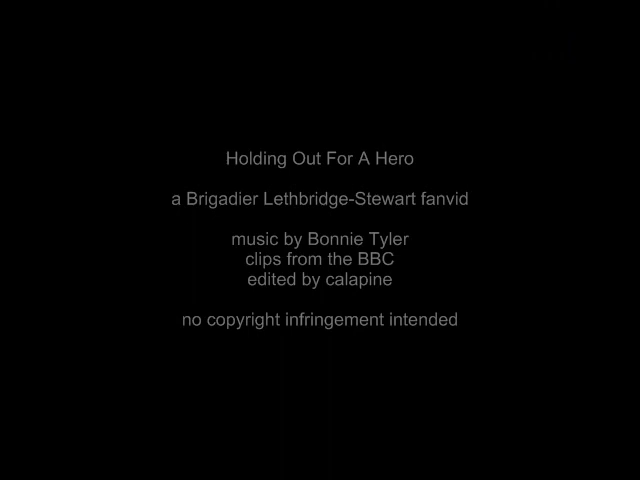 Holding Out For A Hero
a Brigadier Lethbridge-Stewart fanvid
music by Bonnie Tyler
clips from the BBC
edited by calapine
no copyright infringement intended